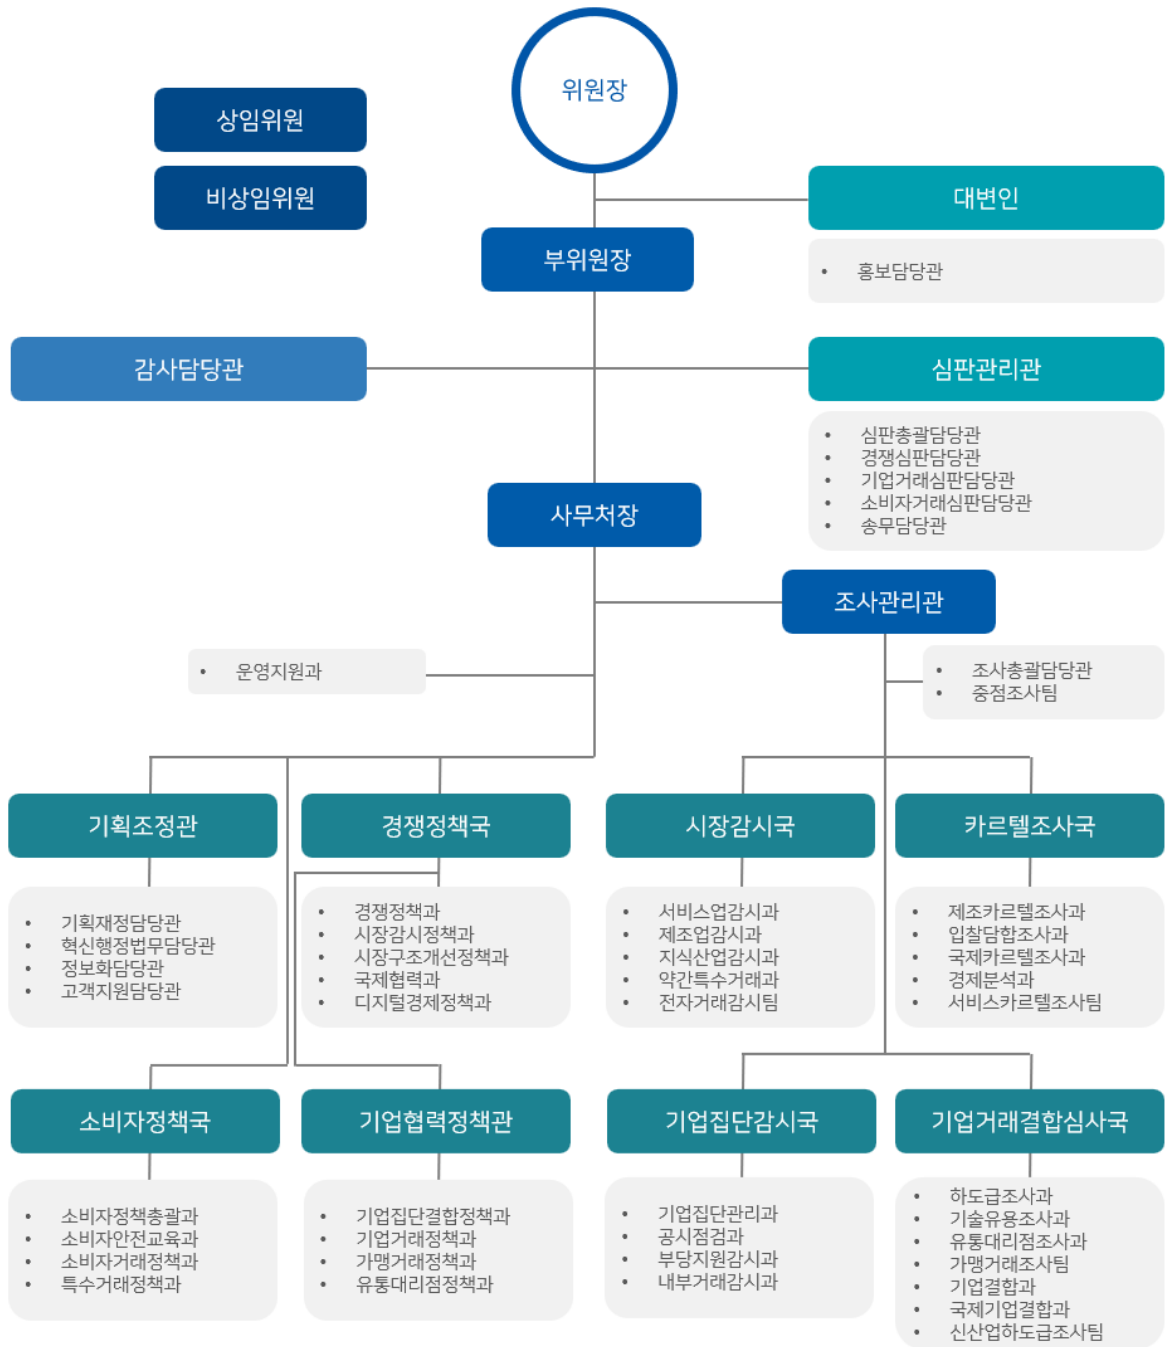 위원장
상임위원
비상임위원
대변인
• 홍보담당관
부위원장
감사담당관
심판관리관
• 심판총괄담당관
• 경쟁심판담당관
• 기업거래심판담당관
• 소비자거래심판담당관
• 송무담당관
사무처장
조사관리관
• 운영지원과
• 조사총괄담당관
• 중점조사팀
기획조정관
• 기획재정담당관
• 혁신행정법무담당관
• 정보화담당관
• 고객지원담당관
경쟁정책국
• 경쟁정책과
• 시장감시정책과
• 시장구조개선정책과
• 국제협력과
• 디지털경제정책과
시장감시국
• 서비스업감시과
• 제조업감시과
• 지식산업감시과
• 약관특수거래과
• 전자거래감시팀
카르텔조사국
• 제조카르텔조사과
• 입찰담합조사과
• 국제카르텔조사과
• 경제분석과
• 서비스카르텔조사팀
소비자정책국
• 소비자정책총괄과
• 소비자안전교육과
• 소비자거래정책과
• 특수거래정책과
기업협력정책관
• 기업집단결합정책과
• 기업거래정책과
• 가맹거래정책과
• 유통대리점정책과
기업집단감시국
• 기업집단관리과
• 공시점검과
• 부당지원감시과
• 내부거래감시과
기업거래결합심사국
• 하도급조사과
• 기술유용조사과
• 유통대리점조사과
• 가맹거래조사팀
• 기업결합과
• 국제기업결합과
• 신산업하도급조사팀